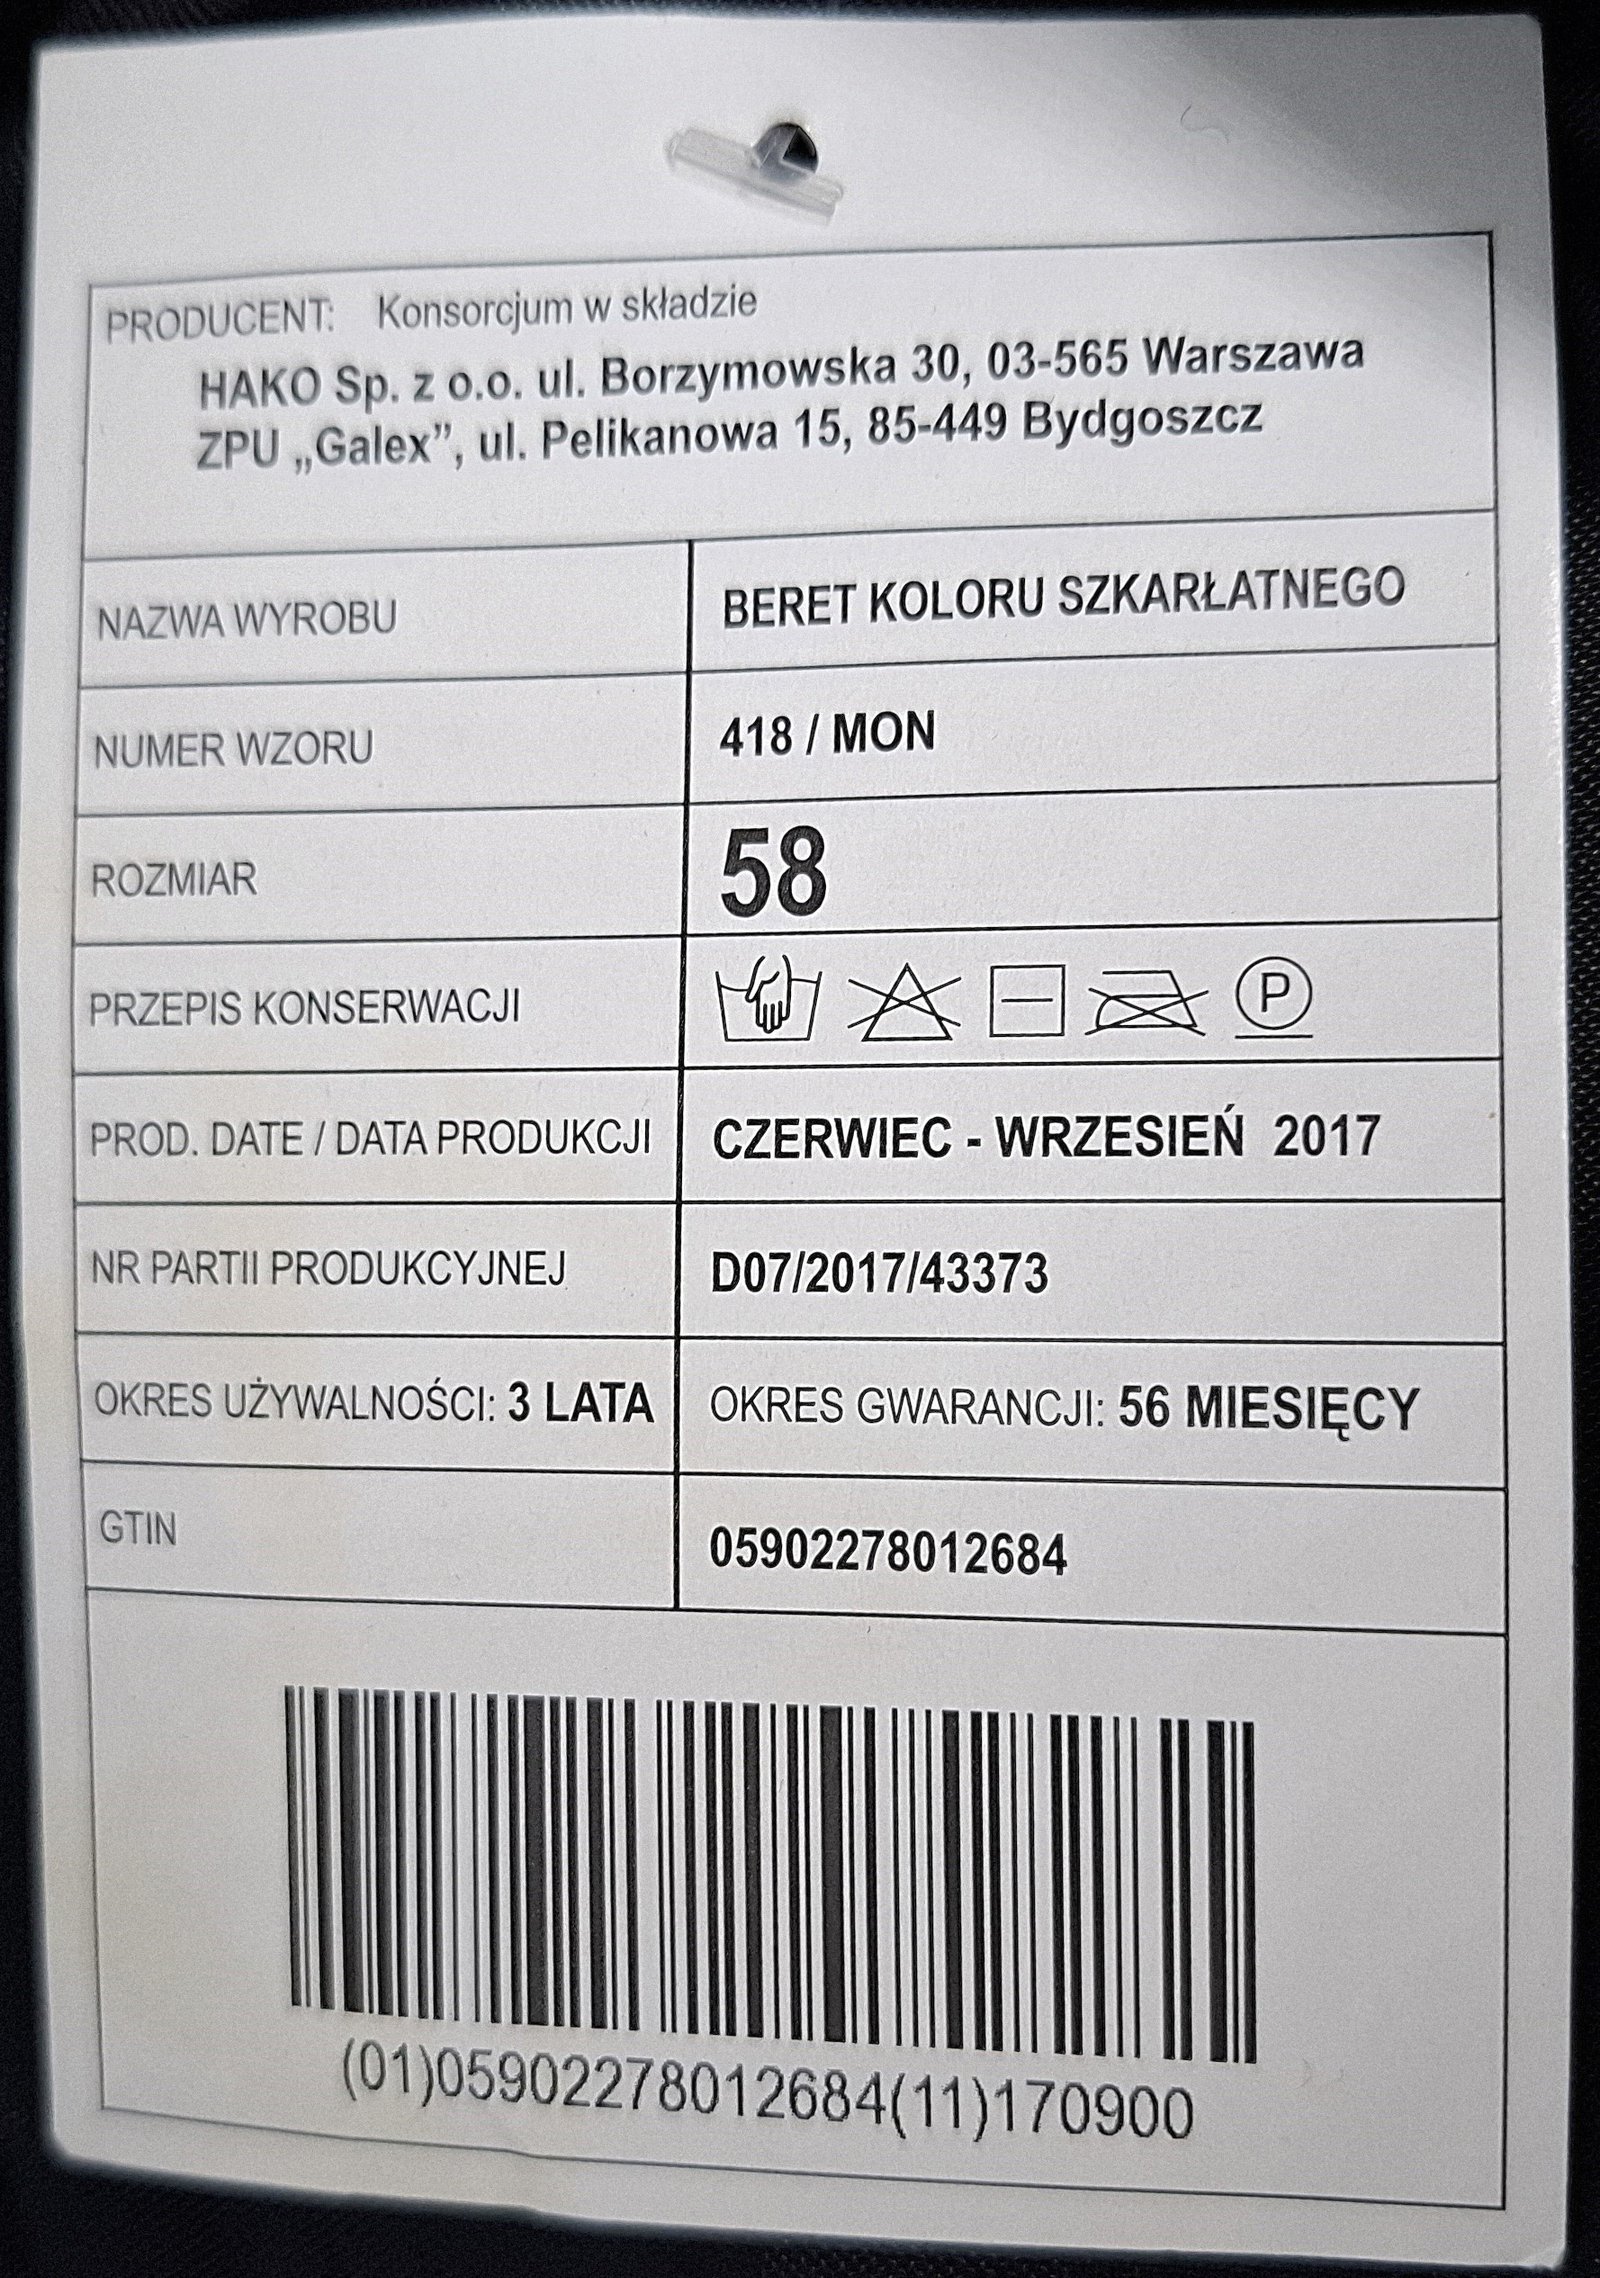 PRODUCENT: Konsorcjum w składzie
HAKO Sp. z o.o. ul. Borzymowska 30, 03-565 Warszawa
ZPU „Galex”, ul. Pelikanowa 15, 85-449 Bydgoszcz
NAZWA WYROBU BERET KOLORU SZKARŁATNEGO
NUMER WZORU 418 / MON
ROZMIAR 58
PRZEPIS KONSERWACJI P
PROD. DATE / DATA PRODUKCJI CZERWIEC - WRZESIEŃ 2017
NR PARTII PRODUKCYJNEJ D07/2017/43373
OKRES UŻYWALNOŚCI: 3 LATA OKRES GWARANCJI: 56 MIESIĘCY
GTIN 05902278012684
(01)05902278012684(11)170900